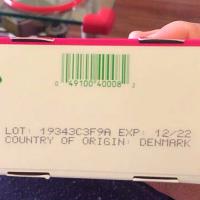 0 49100 40008 2
LOT: 19343C3F9A EXP: 12/22
COUNTRY OF ORIGIN: DENMARK